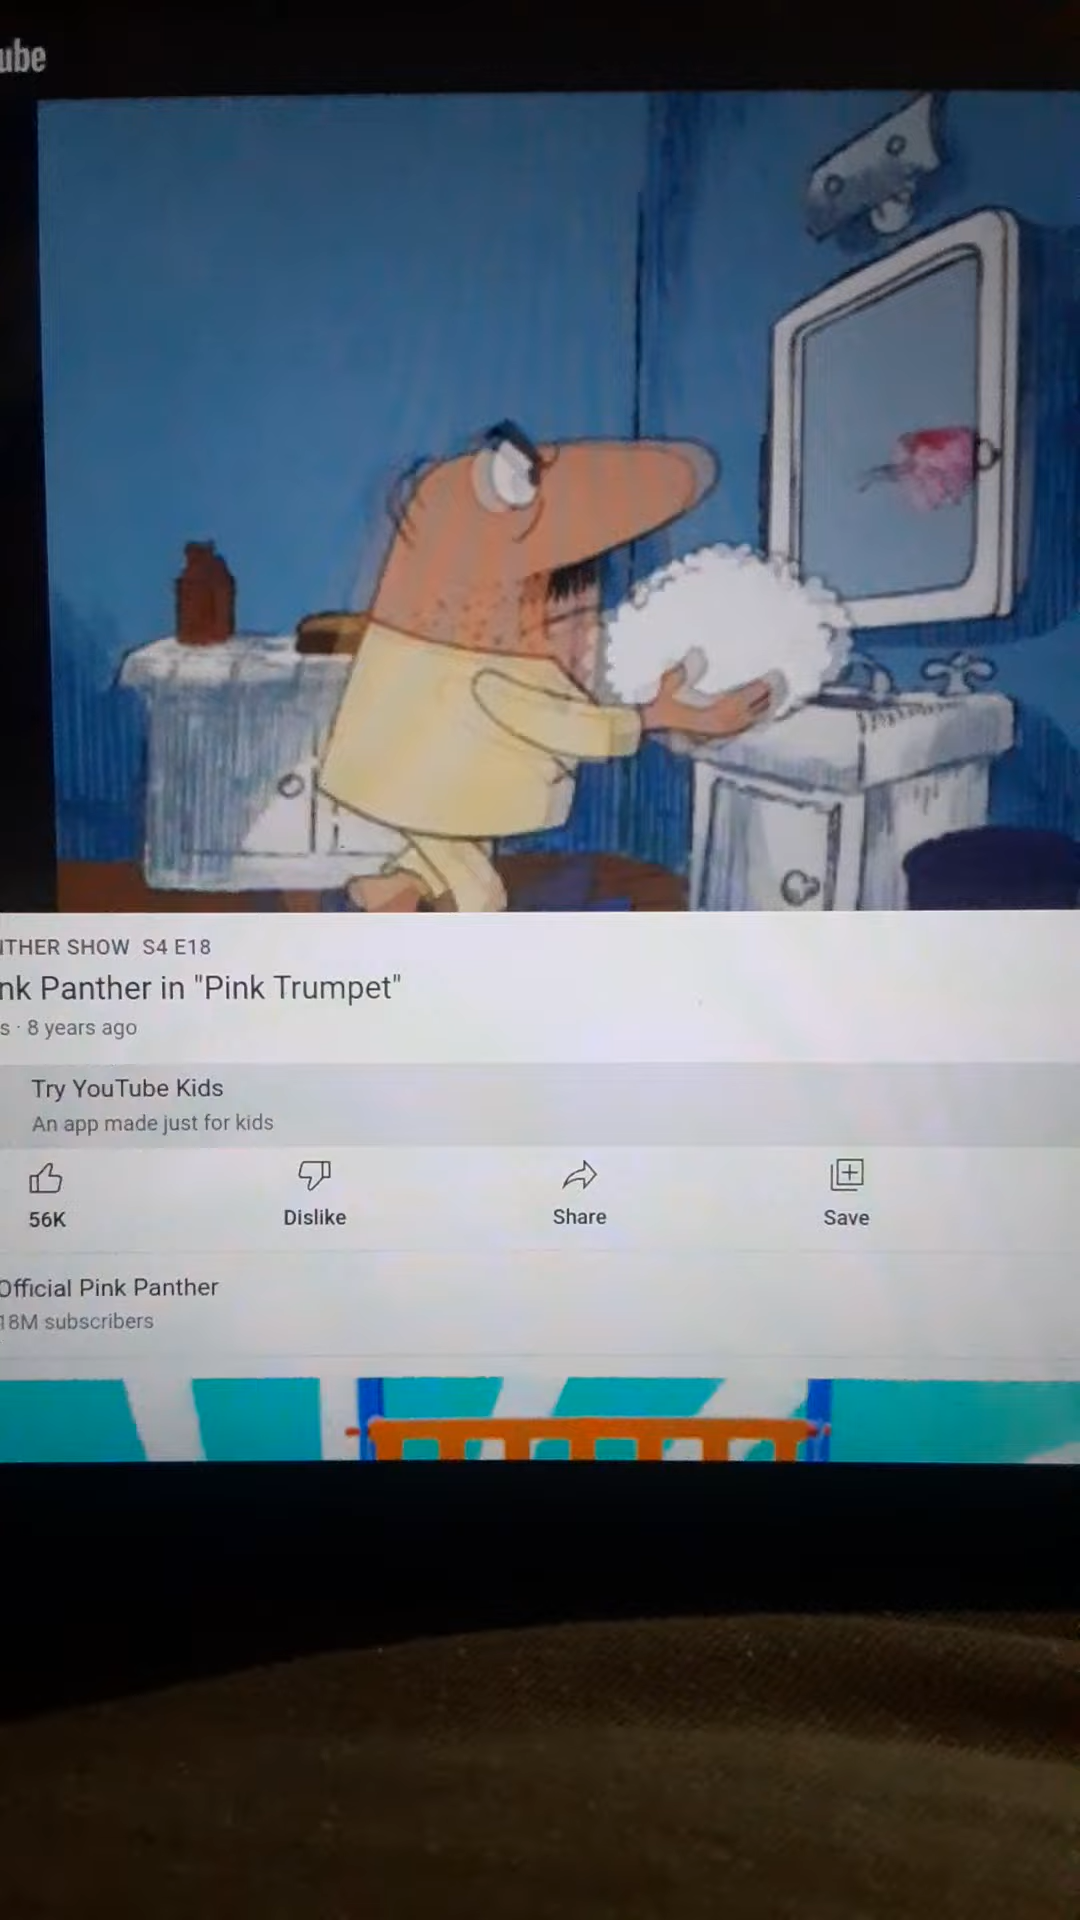 ube
NTHER SHOW S4 E18
nk Panther in "Pink Trumpet"
s · 8 years ago
Try YouTube Kids
An app made just for kids
56K
Dislike
Share
Save
Official Pink Panther
18M subscribers